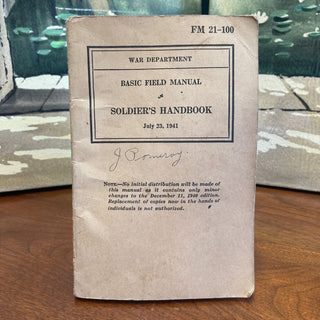 FM 21–100
WAR DEPARTMENT
BASIC FIELD MANUAL
SOLDIER'S HANDBOOK
July 23, 1941
J Pomeroy
NOTE.—No initial distribution will be made of
this manual as it contains only minor
changes to the December 11, 1940 edition.
Replacement of copies now in the hands of
individuals is not authorized.